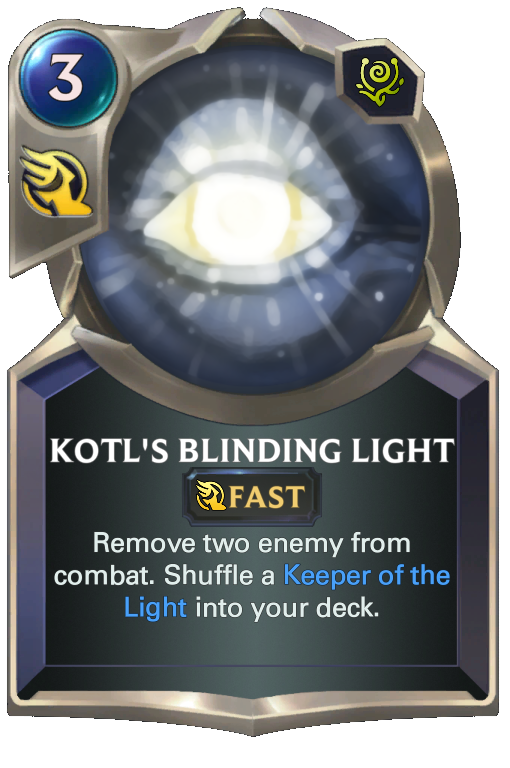 3
KOTL'S BLINDING LIGHT
FAST
Remove two enemy from
combat. Shuffle a Keeper of the
Light into your deck.